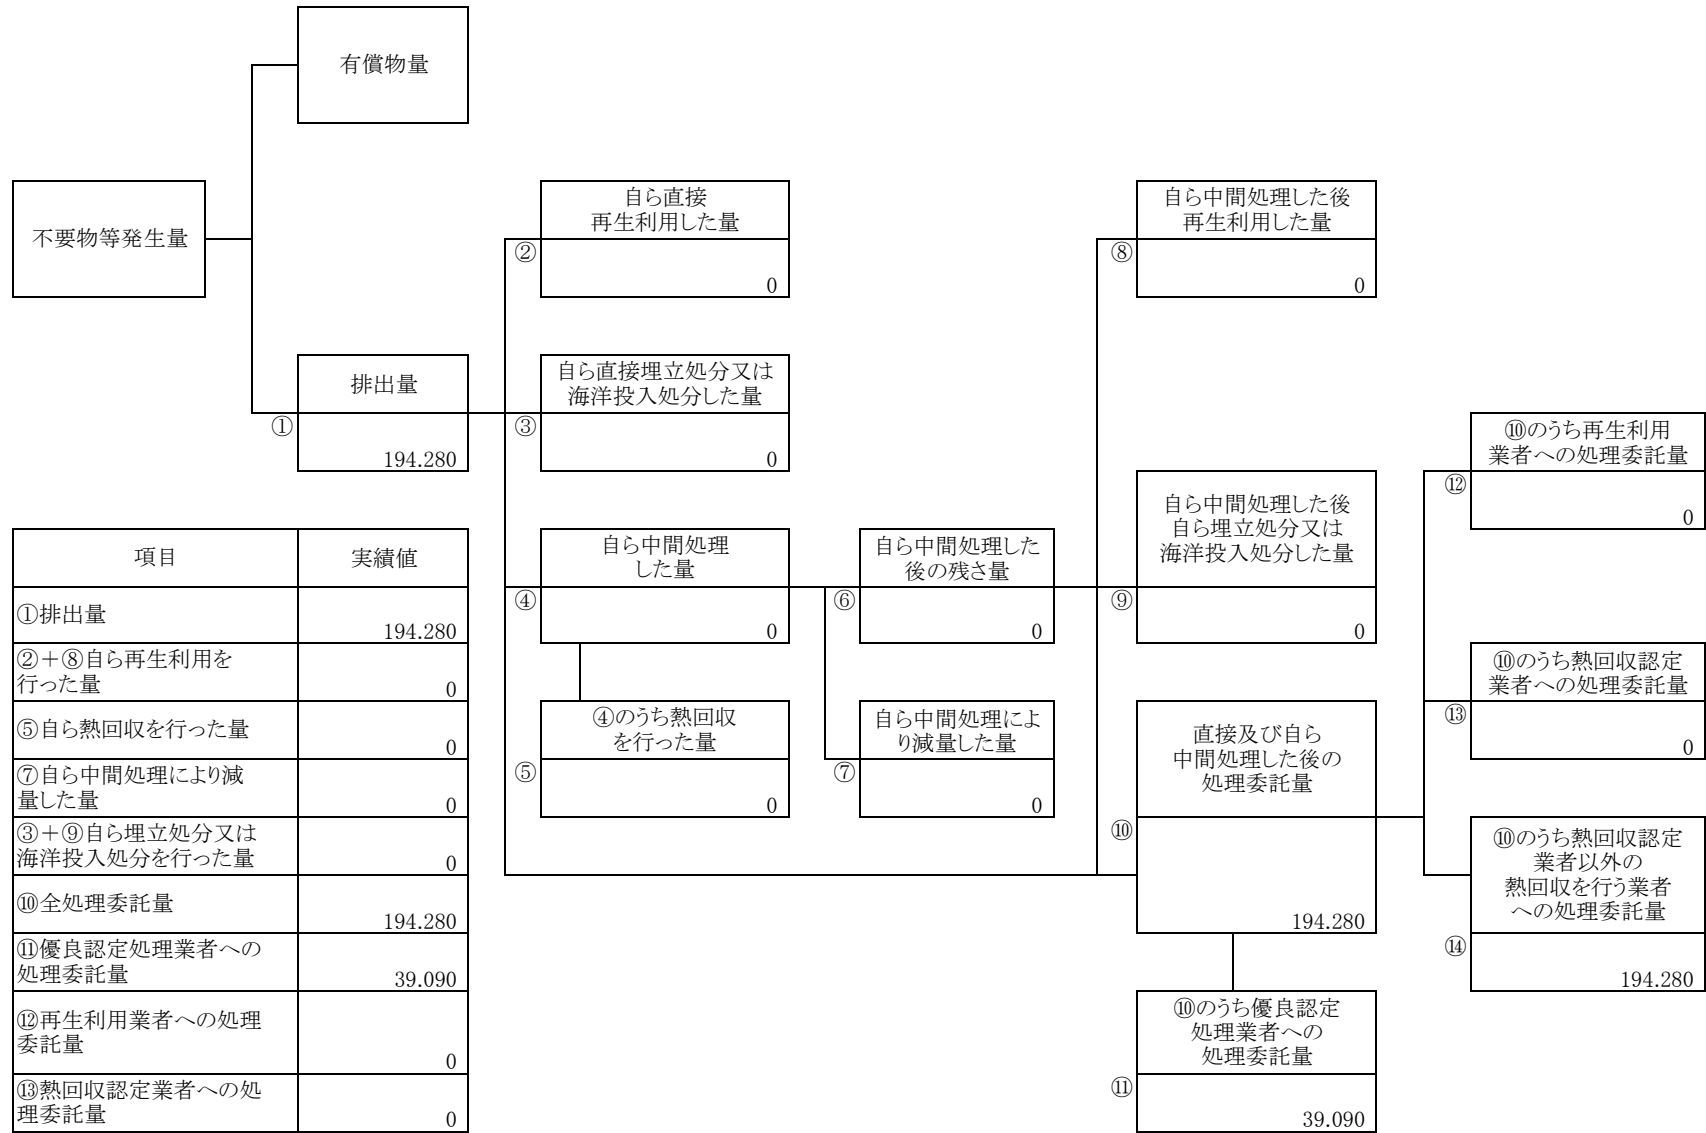 有償物量
不要物等発生量
排出量
①
194.280
自ら直接
再生利用した量
②
0
自ら直接埋立処分又は
海洋投入処分した量
③
0
自ら中間処理
した量
④
0
④のうち熱回収
を行った量
⑤
0
自ら中間処理した
後の残さ量
⑥
0
自ら中間処理によ
り減量した量
⑦
0
自ら中間処理した後
再生利用した量
⑧
0
自ら中間処理した後
自ら埋立処分又は
海洋投入処分した量
⑨
0
直接及び自ら
中間処理した後の
処理委託量
⑩
194.280
⑩のうち優良認定
処理業者への
処理委託量
⑪
39.090
⑩のうち再生利用
業者への処理委託量
⑫
0
⑩のうち熱回収認定
業者への処理委託量
⑬
0
⑩のうち熱回収認定
業者以外の
熱回収を行う業者
への処理委託量
⑭
194.280
項目 実績値
①排出量
194.280
②＋⑧自ら再生利用を
行った量
0
⑤自ら熱回収を行った量
0
⑦自ら中間処理により減
量した量
0
③＋⑨自ら埋立処分又は
海洋投入処分を行った量
0
⑩全処理委託量
194.280
⑪優良認定処理業者への
処理委託量
39.090
⑫再生利用業者への処理
委託量
0
⑬熱回収認定業者への処
理委託量
0